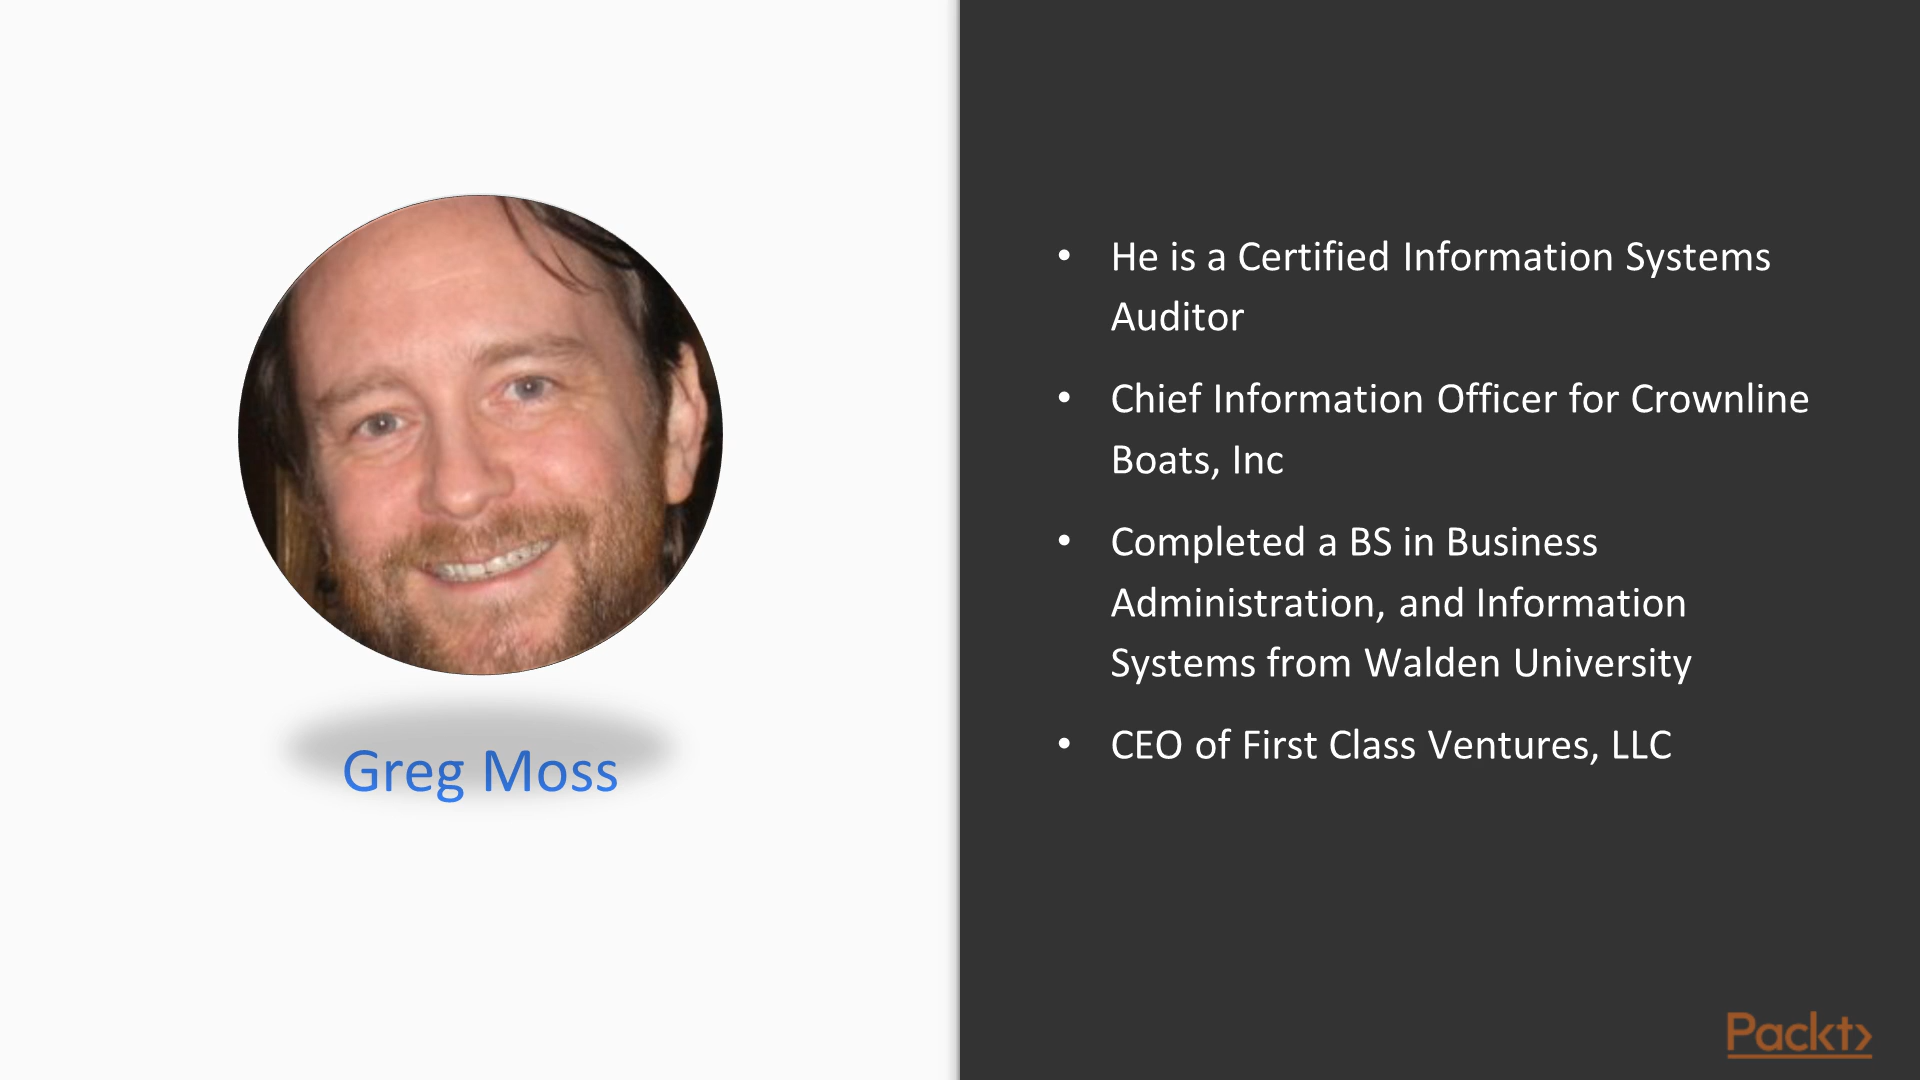 Greg Moss
• He is a Certified Information Systems
Auditor
• Chief Information Officer for Crownline
Boats, Inc
• Completed a BS in Business
Administration, and Information
Systems from Walden University
• CEO of First Class Ventures, LLC
Packt>